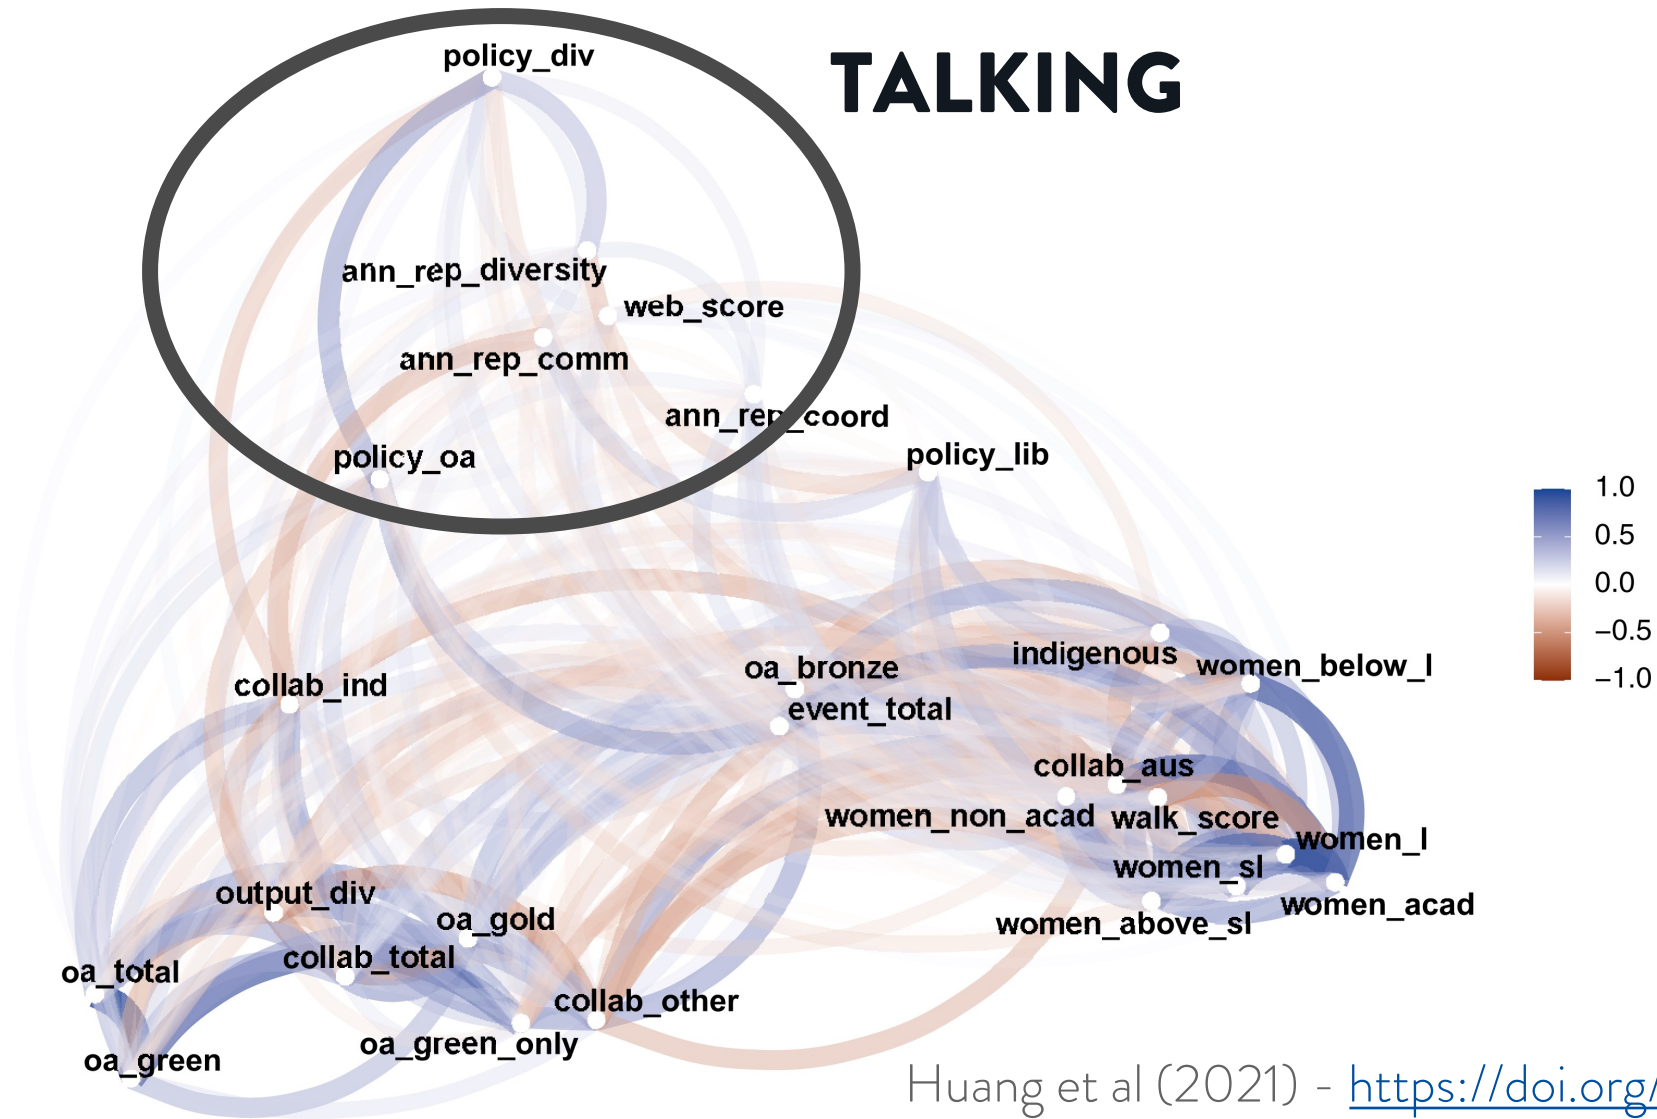 policy_div
TALKING
ann_rep_diversity
web_score
ann_rep_comm
ann_rep_coord
policy_oa
policy_lib
1.0
0.5
0.0
−0.5
−1.0
indigenous
women_below_l
oa_bronze
collab_ind
event_total
collab_aus
women_non_acad
walk_score
women_l
women_sl
output_div
women_acad
oa_gold
women_above_sl
collab_total
oa_total
collab_other
oa_green_only
oa_green
Huang et al (2021) - https://doi.org/